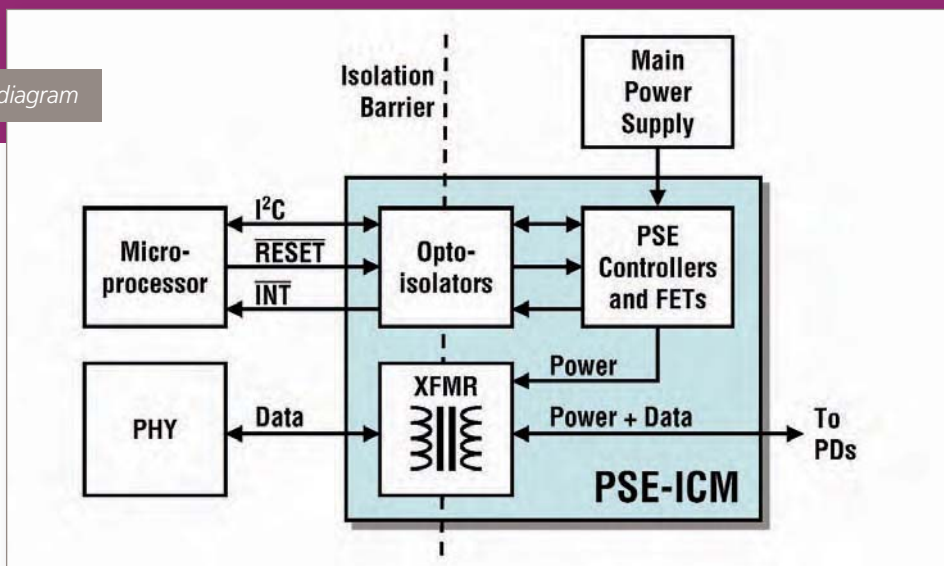 diagram
Isolation
Barrier
Main
Power
Supply
Micro-
processor
I²C
RESET
INT
Opto-
isolators
PSE
Controllers
and FETs
PHY
Data
XFMR
Power
Power + Data
To
PDs
PSE-ICM